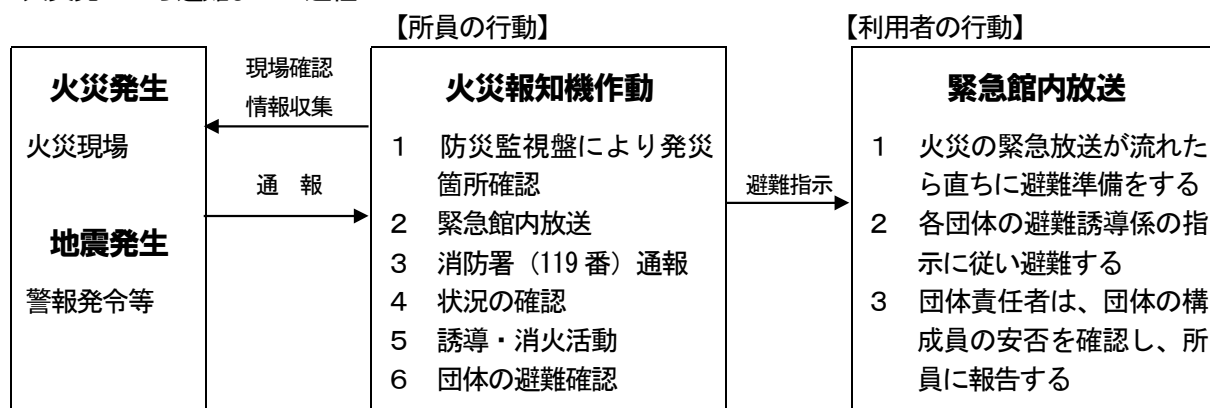 【所員の行動】
【利用者の行動】
火災発生
火災現場
地震発生
警報発令等
現場確認
情報収集
通　報
火災報知機作動
１　防災監視盤により発災
箇所確認
２　緊急館内放送
３　消防署（119番）通報
４　状況の確認
５　誘導・消火活動
６　団体の避難確認
避難指示
緊急館内放送
１　火災の緊急放送が流れた
ら直ちに避難準備をする
２　各団体の避難誘導係の指
示に従い避難する
３　団体責任者は、団体の構
成員の安否を確認し、所
員に報告する